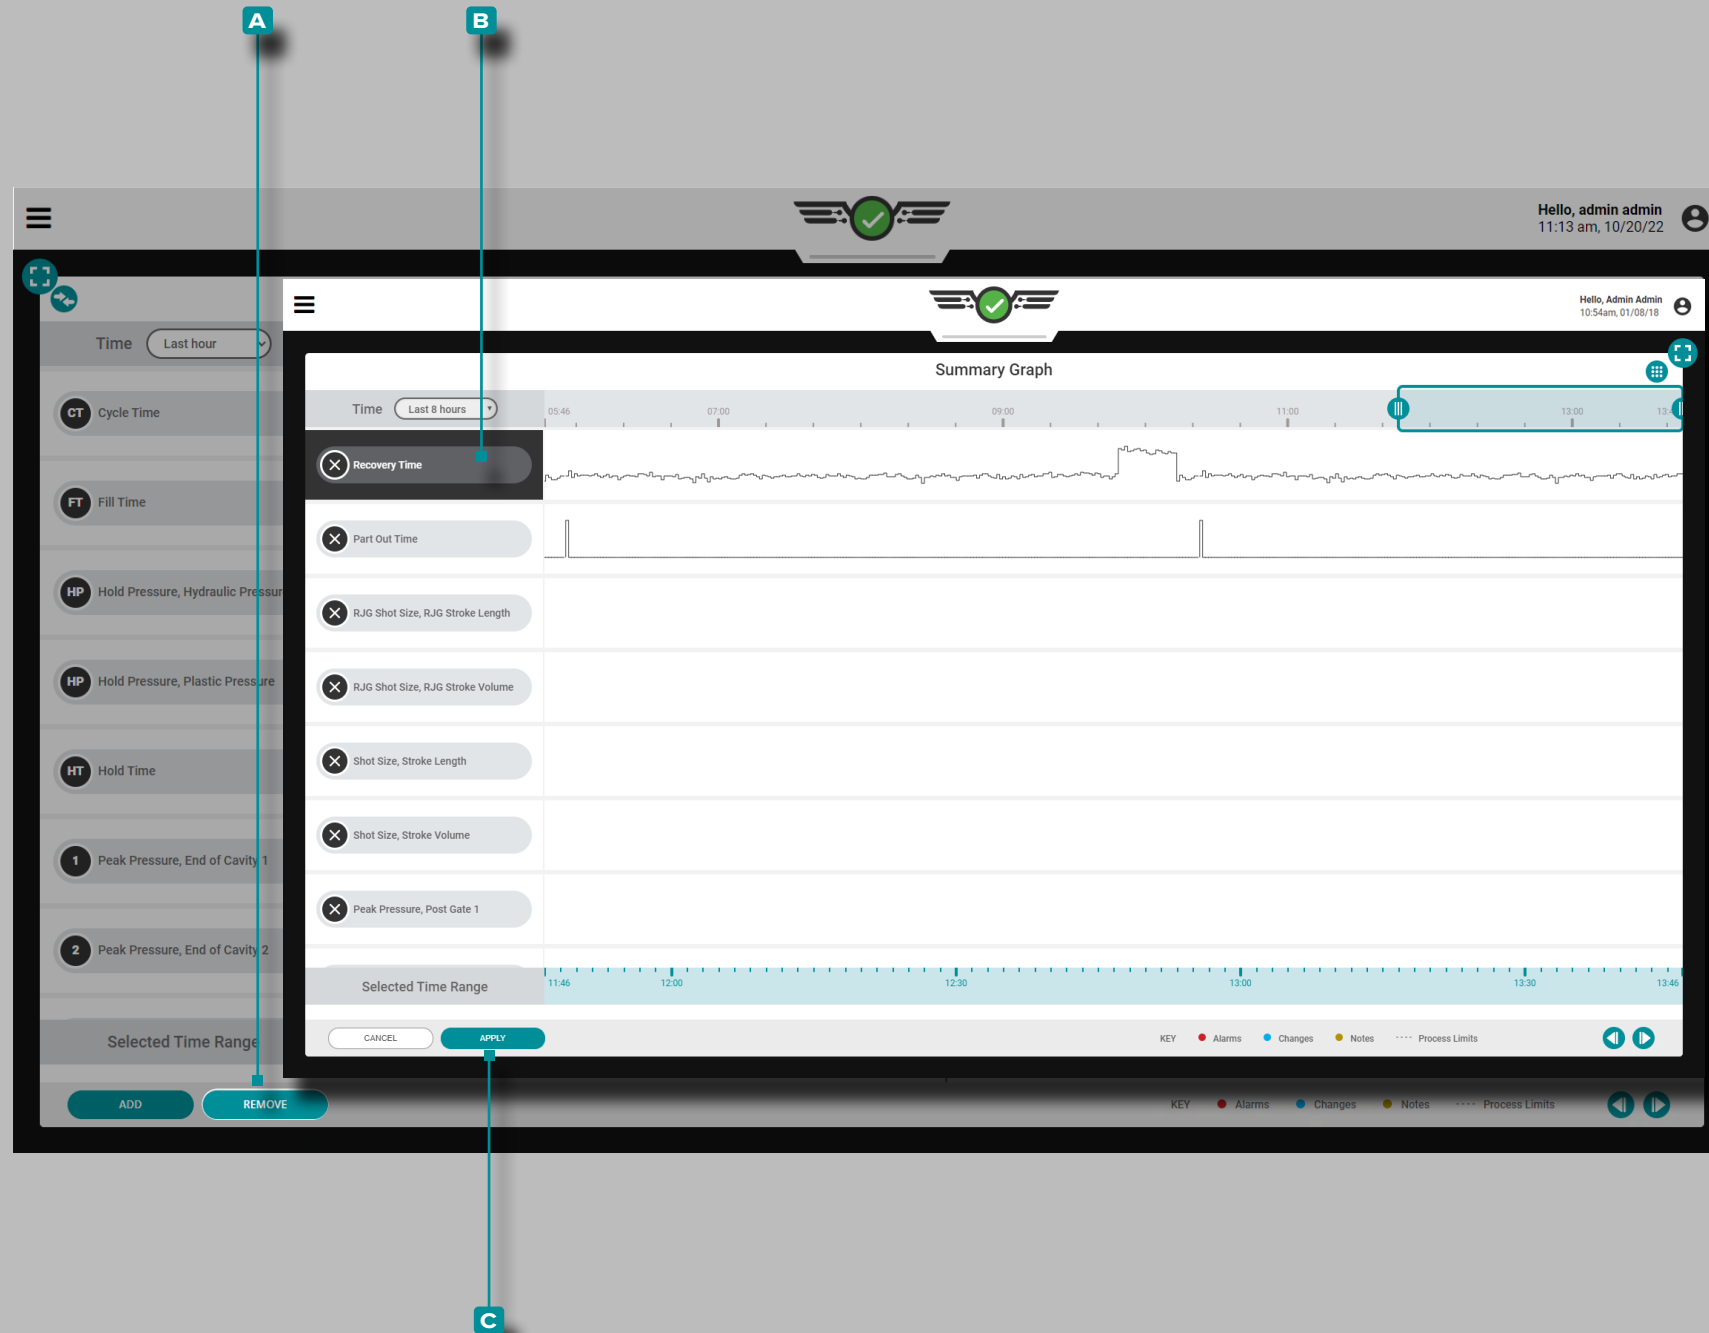 A
B
Hello, admin admin
11:13 am, 10/20/22
Time
Last hour
CT
Cycle Time
FT
Fill Time
HP
Hold Pressure, Hydraulic Pressur
HP
Hold Pressure, Plastic Pressure
HT
Hold Time
1
Peak Pressure, End of Cavity 1
2
Peak Pressure, End of Cavity 2
Selected Time Range
ADD
REMOVE
KEY
Alarms
Changes
Notes
Process Limits
Hello, Admin Admin
10:54am, 01/08/18
Summary Graph
Time
Last 8 hours
05:46
07:00
09:00
11:00
13:00
13:4
Recovery Time
Part Out Time
RJG Shot Size, RJG Stroke Length
RJG Shot Size, RJG Stroke Volume
Shot Size, Stroke Length
Shot Size, Stroke Volume
Peak Pressure, Post Gate 1
Selected Time Range
11:46
12:00
12:30
13:00
13:30
13:46
CANCEL
APPLY
KEY
Alarms
Changes
Notes
Process Limits
C